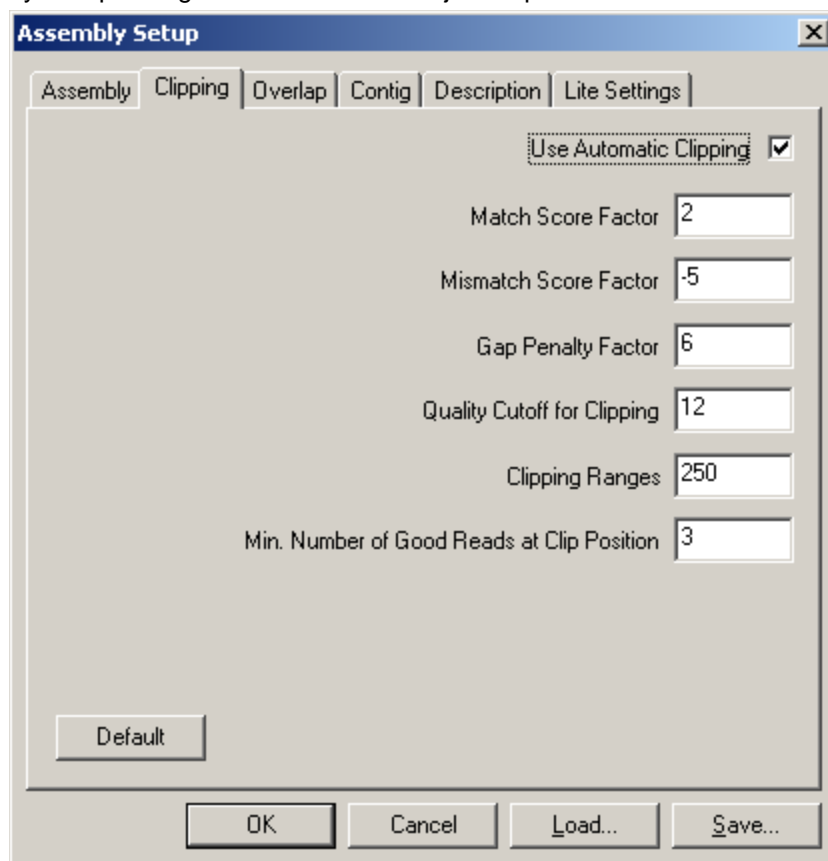 Assembly Setup
Assembly Clipping Overlap Contig Description Lite Settings
Use Automatic Clipping
Match Score Factor 2
Mismatch Score Factor -5
Gap Penalty Factor 6
Quality Cutoff for Clipping 12
Clipping Ranges 250
Min. Number of Good Reads at Clip Position 3
Default
OK Cancel Load... Save...